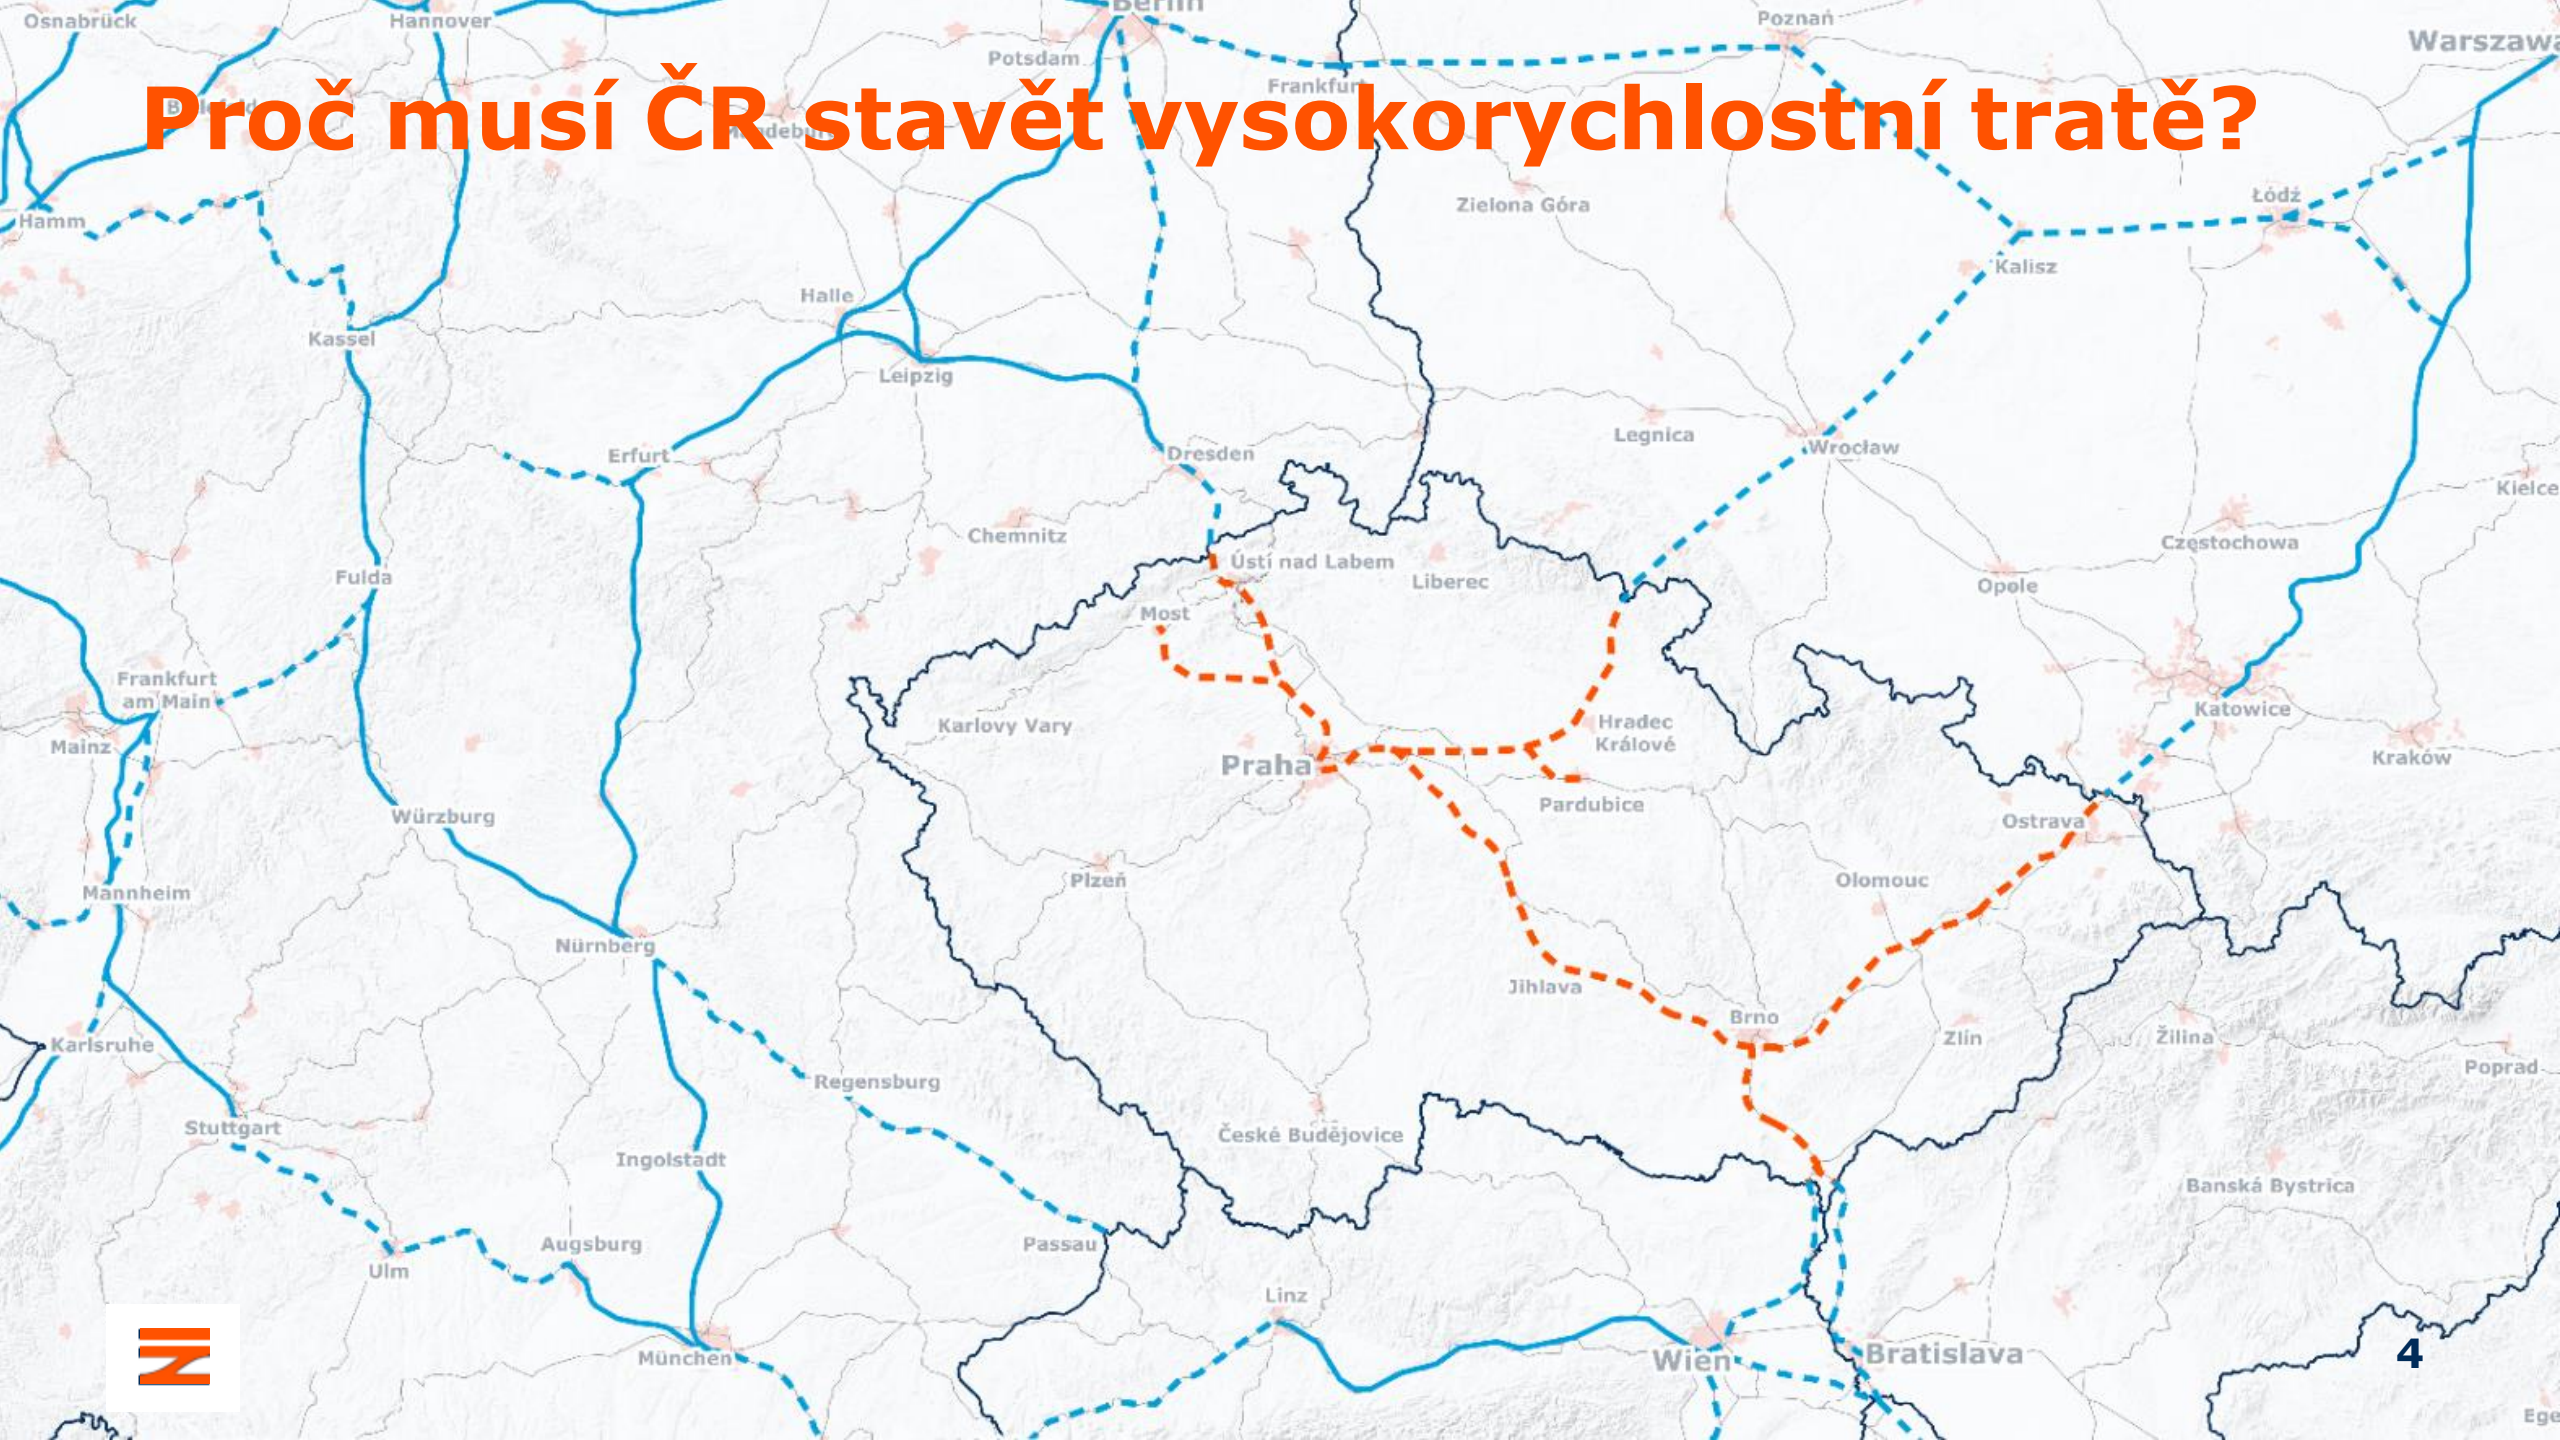 Osnabrück
Hannover
Berlin
Poznań
Warszawa
Potsdam
Frankfurt
Proč musí ČR stavět vysokorychlostní tratě?
Łódź
Zielona Góra
Hamm
Kalisz
Halle
Kassel
Leipzig
Legnica
Wrocław
Erfurt
Dresden
Kielce
Chemnitz
Częstochowa
Ústí nad Labem
Liberec
Fulda
Opole
Most
Frankfurt
am Main
Katowice
Karlovy Vary
Hradec
Králové
Mainz
Praha
Kraków
Pardubice
Würzburg
Ostrava
Plzeň
Olomouc
Mannheim
Nürnberg
Jihlava
Brno
Zlín
Žilina
Karlsruhe
Poprad
Regensburg
Stuttgart
České Budějovice
Ingolstadt
Banská Bystrica
Augsburg
Passau
Ulm
Linz
München
Wien
Bratislava
4